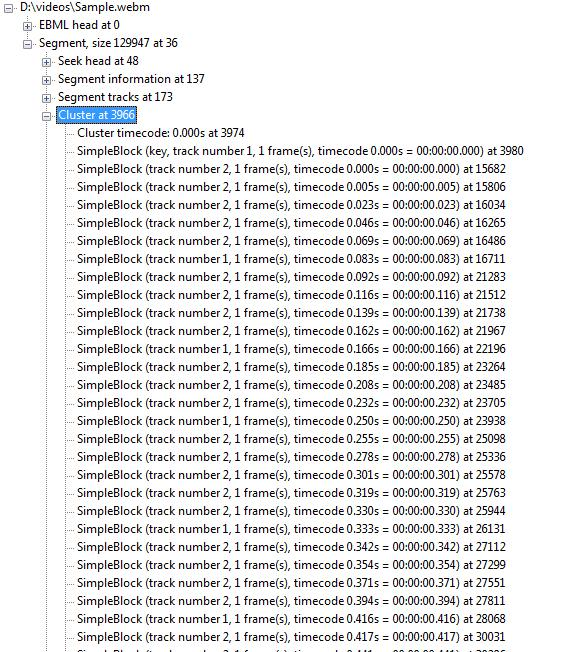 D:\videos\Sample.webm
EBML head at 0
Segment, size 129947 at 36
Seek head at 48
Segment information at 137
Segment tracks at 173
Cluster at 3966
Cluster timecode: 0.000s at 3974
SimpleBlock (key, track number 1, 1 frame(s), timecode 0.000s = 00:00:00.000) at 3980
SimpleBlock (track number 2, 1 frame(s), timecode 0.000s = 00:00:00.000) at 15682
SimpleBlock (track number 2, 1 frame(s), timecode 0.005s = 00:00:00.005) at 15806
SimpleBlock (track number 2, 1 frame(s), timecode 0.023s = 00:00:00.023) at 16034
SimpleBlock (track number 2, 1 frame(s), timecode 0.046s = 00:00:00.046) at 16265
SimpleBlock (track number 2, 1 frame(s), timecode 0.069s = 00:00:00.069) at 16486
SimpleBlock (track number 1, 1 frame(s), timecode 0.083s = 00:00:00.083) at 16711
SimpleBlock (track number 2, 1 frame(s), timecode 0.092s = 00:00:00.092) at 21283
SimpleBlock (track number 2, 1 frame(s), timecode 0.116s = 00:00:00.116) at 21512
SimpleBlock (track number 2, 1 frame(s), timecode 0.139s = 00:00:00.139) at 21738
SimpleBlock (track number 2, 1 frame(s), timecode 0.162s = 00:00:00.162) at 21967
SimpleBlock (track number 1, 1 frame(s), timecode 0.166s = 00:00:00.166) at 22196
SimpleBlock (track number 2, 1 frame(s), timecode 0.185s = 00:00:00.185) at 23264
SimpleBlock (track number 2, 1 frame(s), timecode 0.208s = 00:00:00.208) at 23485
SimpleBlock (track number 2, 1 frame(s), timecode 0.232s = 00:00:00.232) at 23705
SimpleBlock (track number 1, 1 frame(s), timecode 0.250s = 00:00:00.250) at 23938
SimpleBlock (track number 2, 1 frame(s), timecode 0.255s = 00:00:00.255) at 25098
SimpleBlock (track number 2, 1 frame(s), timecode 0.278s = 00:00:00.278) at 25336
SimpleBlock (track number 2, 1 frame(s), timecode 0.301s = 00:00:00.301) at 25578
SimpleBlock (track number 2, 1 frame(s), timecode 0.319s = 00:00:00.319) at 25763
SimpleBlock (track number 2, 1 frame(s), timecode 0.330s = 00:00:00.330) at 25944
SimpleBlock (track number 1, 1 frame(s), timecode 0.333s = 00:00:00.333) at 26131
SimpleBlock (track number 2, 1 frame(s), timecode 0.342s = 00:00:00.342) at 27112
SimpleBlock (track number 2, 1 frame(s), timecode 0.354s = 00:00:00.354) at 27299
SimpleBlock (track number 2, 1 frame(s), timecode 0.371s = 00:00:00.371) at 27551
SimpleBlock (track number 2, 1 frame(s), timecode 0.394s = 00:00:00.394) at 27811
SimpleBlock (track number 1, 1 frame(s), timecode 0.416s = 00:00:00.416) at 28068
SimpleBlock (track number 2, 1 frame(s), timecode 0.417s = 00:00:00.417) at 30031